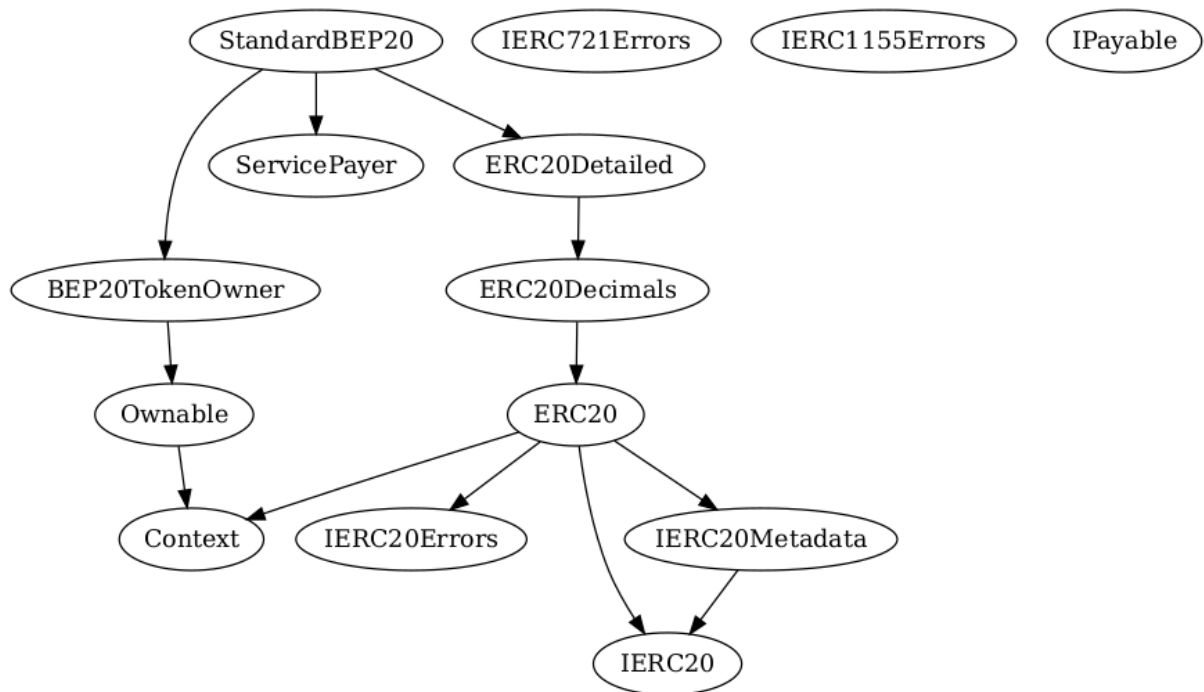 StandardBEP20
IERC721Errors
IERC1155Errors
IPayable
ServicePayer
ERC20Detailed
BEP20TokenOwner
ERC20Decimals
Ownable
ERC20
Context
IERC20Errors
IERC20Metadata
IERC20